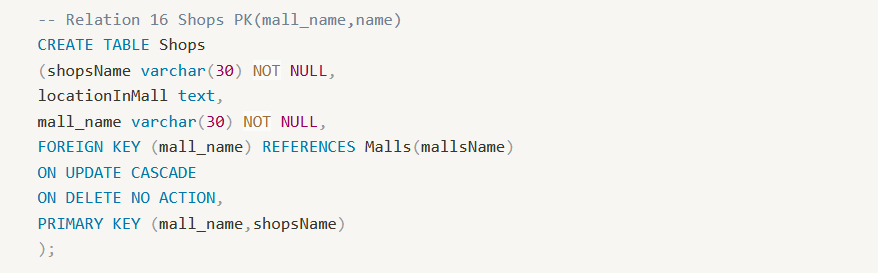 -- Relation 16 Shops PK(mall_name,name)
CREATE TABLE Shops
(shopsName varchar(30) NOT NULL,
locationInMall text,
mall_name varchar(30) NOT NULL,
FOREIGN KEY (mall_name) REFERENCES Malls(mallsName)
ON UPDATE CASCADE
ON DELETE NO ACTION,
PRIMARY KEY (mall_name,shopsName)
);